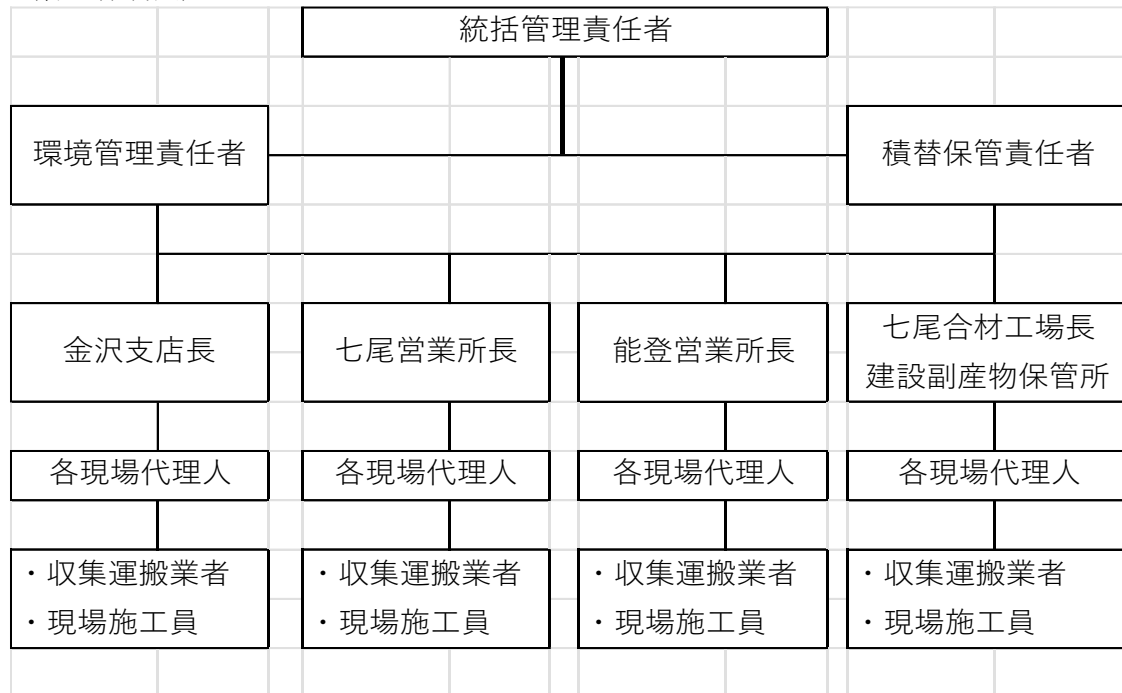 統括管理責任者
環境管理責任者
積替保管責任者
金沢支店長
七尾営業所長
能登営業所長
七尾合材工場長
建設副産物保管所
各現場代理人
各現場代理人
各現場代理人
各現場代理人
・収集運搬業者
・現場施工員
・収集運搬業者
・現場施工員
・収集運搬業者
・現場施工員
・収集運搬業者
・現場施工員